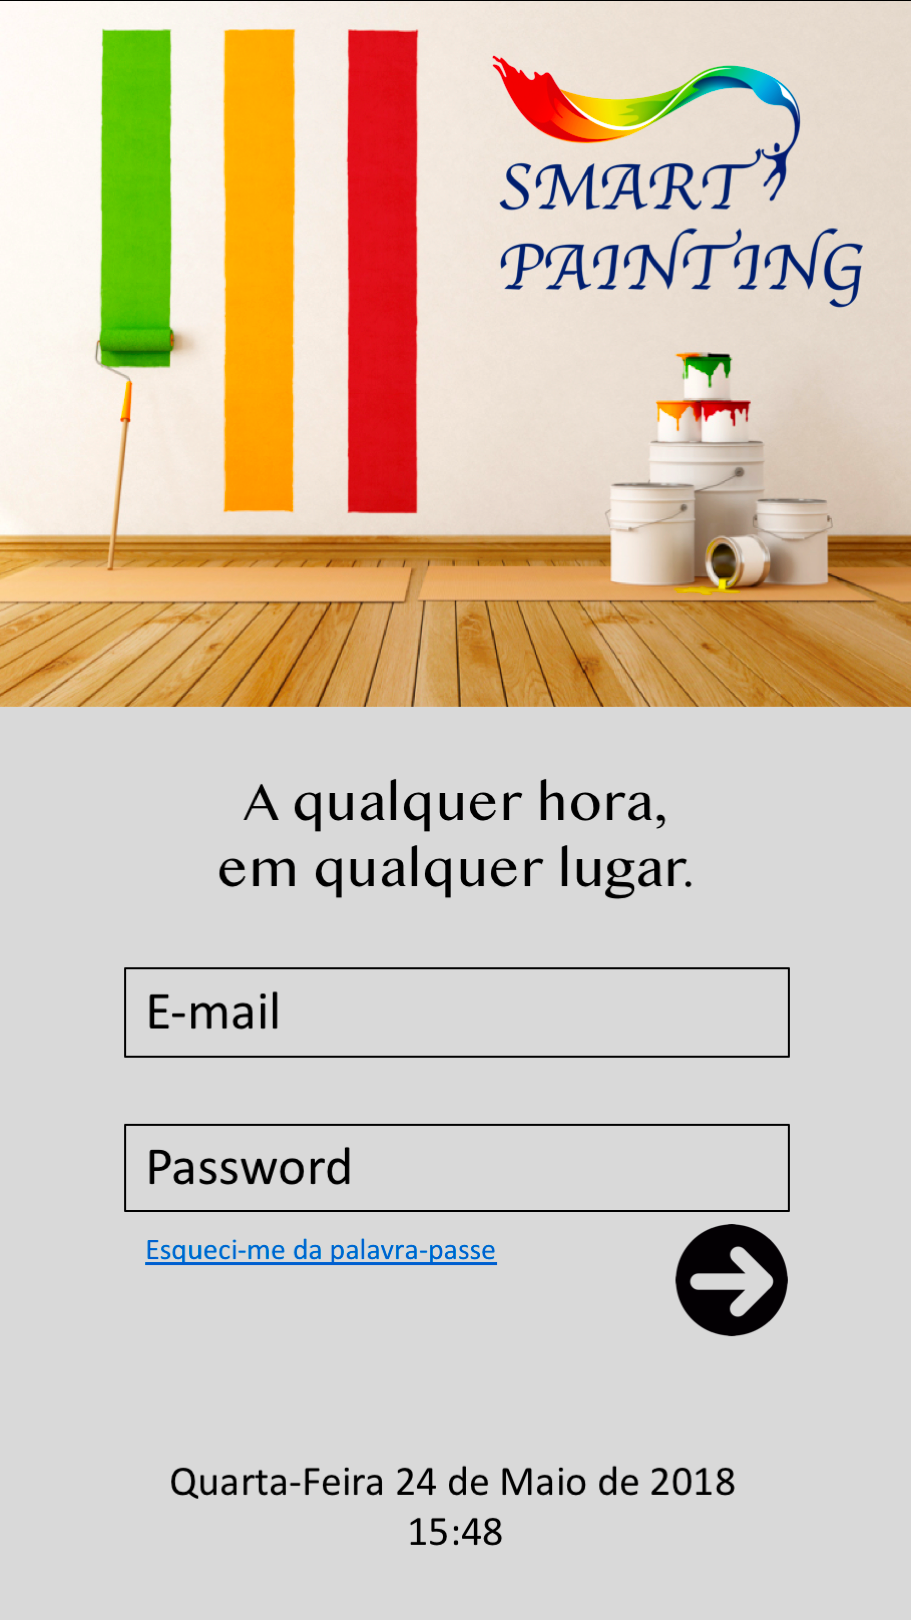 SMART
PAINTING
A qualquer hora,
em qualquer lugar.
E-mail
Password
Esqueci-me da palavra-passe
Quarta-Feira 24 de Maio de 2018
15:48